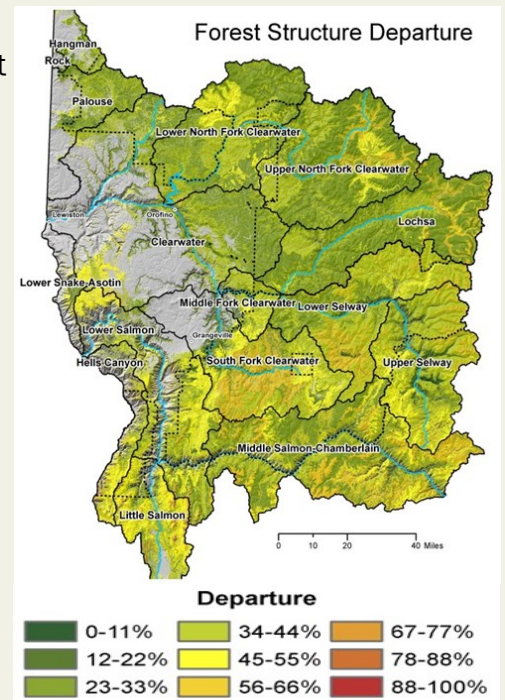 t
Forest Structure Departure
Hangman
Rock
Palouse
Lower North Fork Clearwater
Upper North Fork Clearwater
Lewiston
Orofino
Lochsa
Clearwater
Lower Snake-Asotin
Middle Fork Clearwater
Lower Selway
Lower Salmon
Grangeville
Hells Canyon
South Fork Clearwater
Upper Selway
Middle Salmon-Chamberlain
Little Salmon
0 10 20 40 Miles
Departure
0-11% 34-44% 67-77%
12-22% 45-55% 78-88%
23-33% 56-66% 88-100%